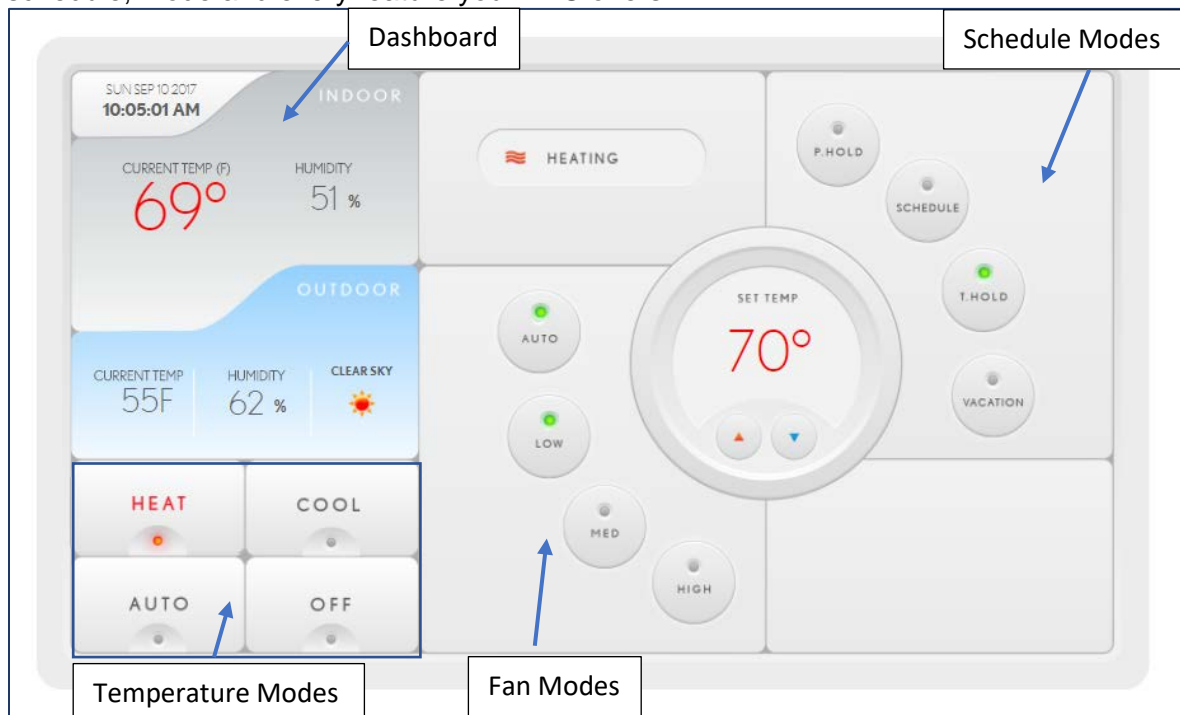 Dashboard
Schedule Modes
SUN SEP 10 2017
10:05:01 AM
INDOOR
CURRENT TEMP (F)
69°
HUMIDITY
51 %
HEATING
P.HOLD
SCHEDULE
T.HOLD
VACATION
OUTDOOR
CURRENT TEMP
55F
HUMIDITY
62 %
CLEAR SKY
AUTO
LOW
MED
HIGH
SET TEMP
70°
HEAT
COOL
AUTO
OFF
Temperature Modes
Fan Modes